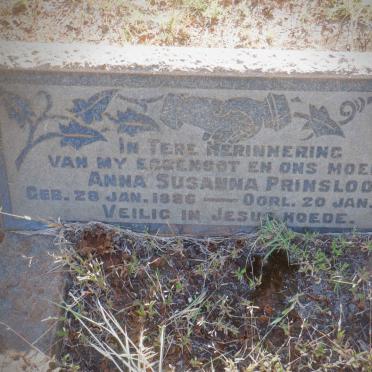 IN TERE HERINNERING
VAN MY EGGENOOT EN ONS MOE
ANNA SUSANNA PRINSLOO
GEB. 28 JAN. 1886 — OORL. 20 JAN.
VEILIG IN JESUS HOEDE.